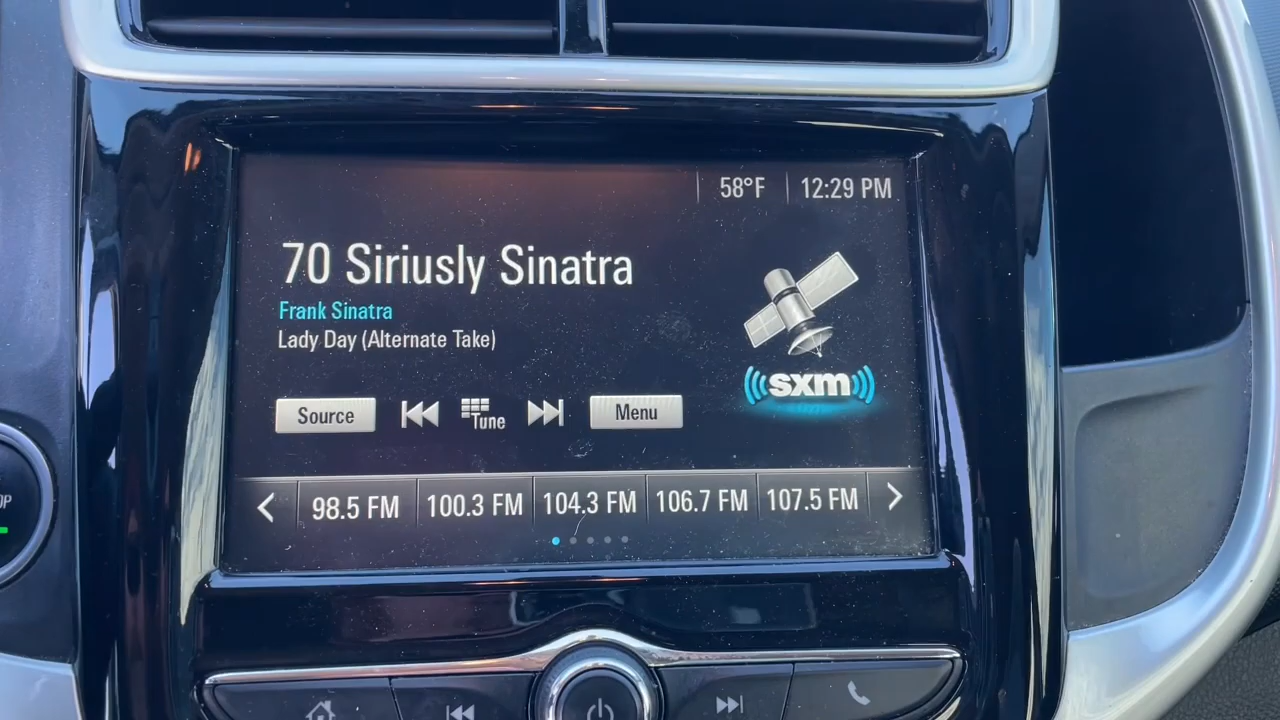 58°F 12:29 PM
70 Siriusly Sinatra
Frank Sinatra
Lady Day (Alternate Take)
sxm
Source Tune Menu
98.5 FM 100.3 FM 104.3 FM 106.7 FM 107.5 FM